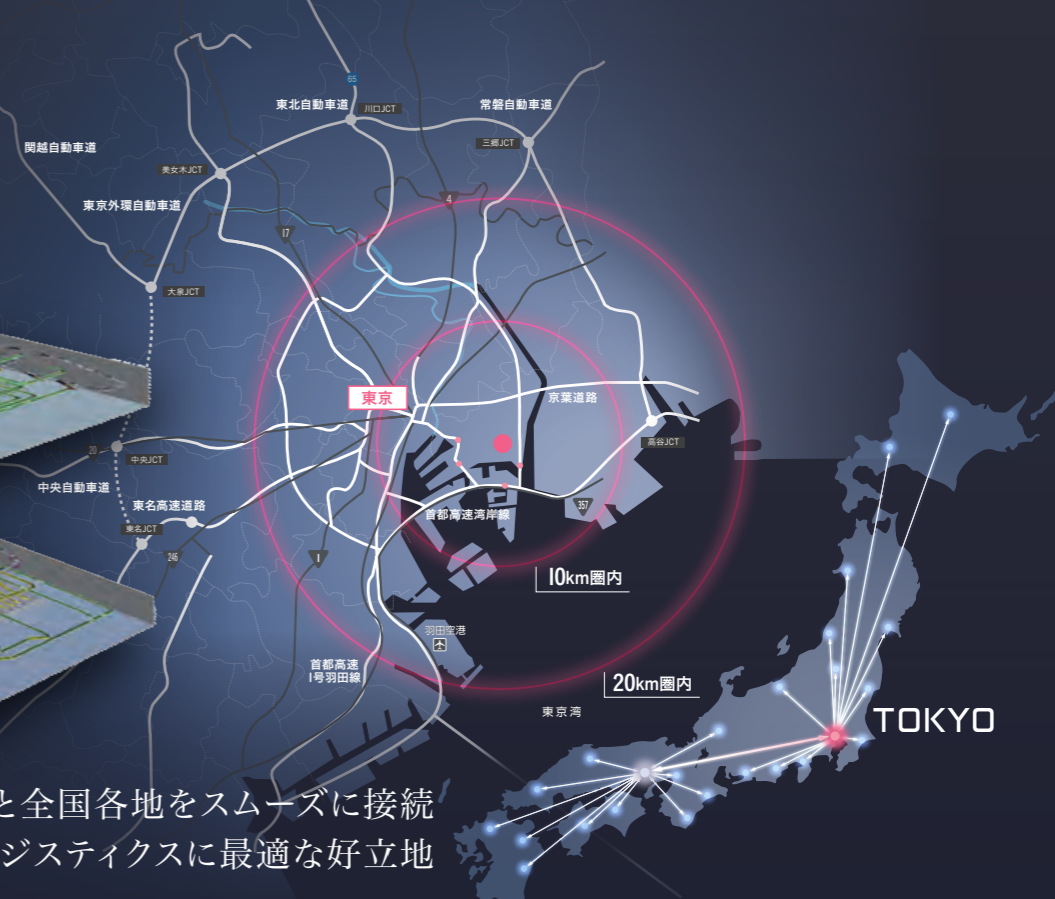 65
東北自動車道
川口JCT
常磐自動車道
三郷JCT
関越自動車道
美女木JCT
東京外環自動車道
4
17
大泉JCT
東京
京葉道路
高谷JCT
20
中央JCT
中央自動車道
東名高速道路
東名JCT
首都高速湾岸線
357
246
1
10km圏内
羽田空港
首都高速
1号羽田線
20km圏内
東京湾
TOKYO
と全国各地をスムーズに接続
ジスティクスに最適な好立地